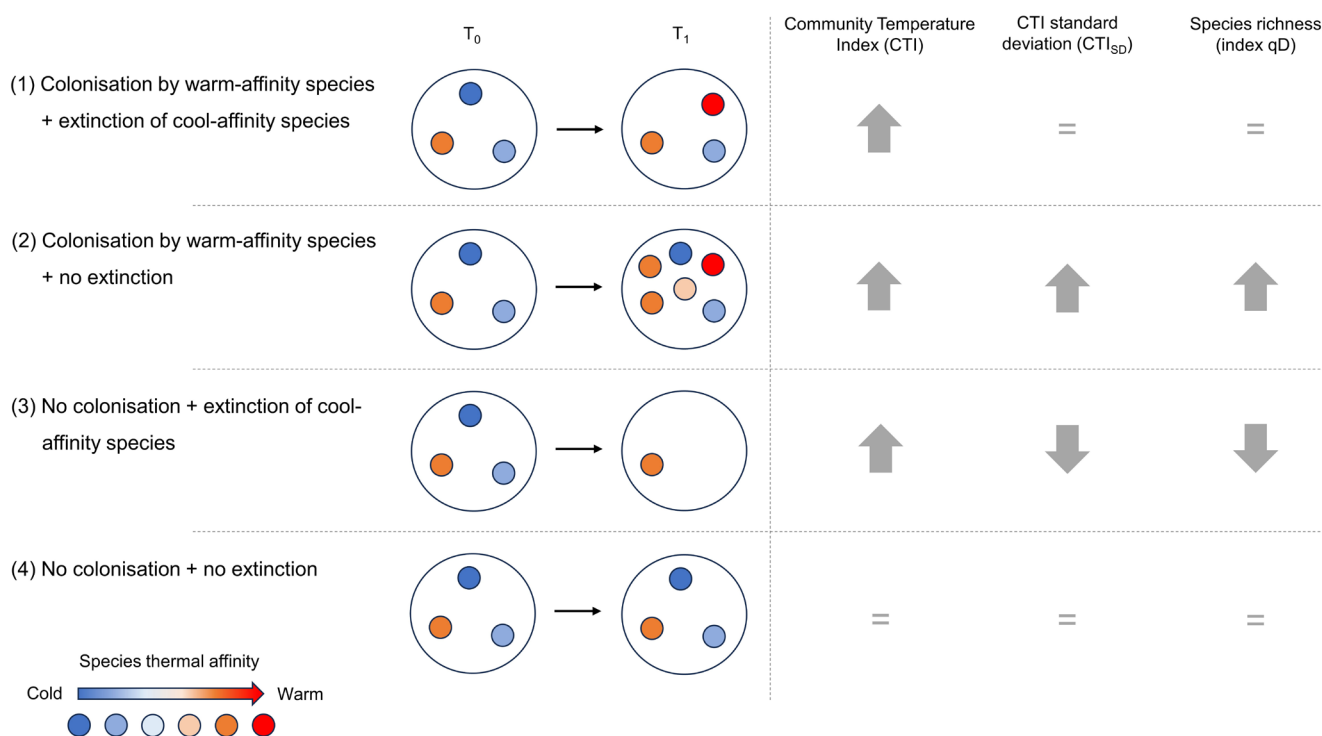 T0
T1
Community Temperature
Index (CTI)
CTI standard
deviation (CTISD)
Species richness
(index qD)
(1) Colonisation by warm-affinity species
+ extinction of cool-affinity species
=
=
(2) Colonisation by warm-affinity species
+ no extinction
(3) No colonisation + extinction of cool-
affinity species
(4) No colonisation + no extinction
=
=
=
Species thermal affinity
Cold
Warm